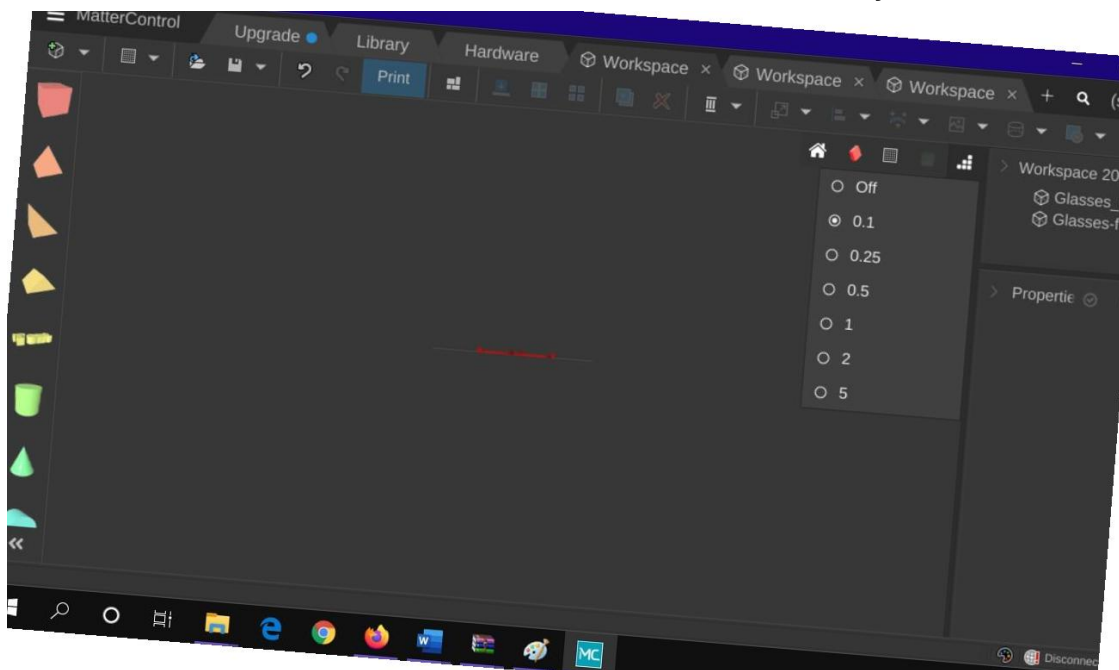 MatterControl
Upgrade
Library
Hardware
Workspace ×
Workspace ×
Workspace ×
+
Print
Off
0.1
0.25
0.5
1
2
5
Workspace 20
Glasses_
Glasses-f
Propertie
MC
Disconnec